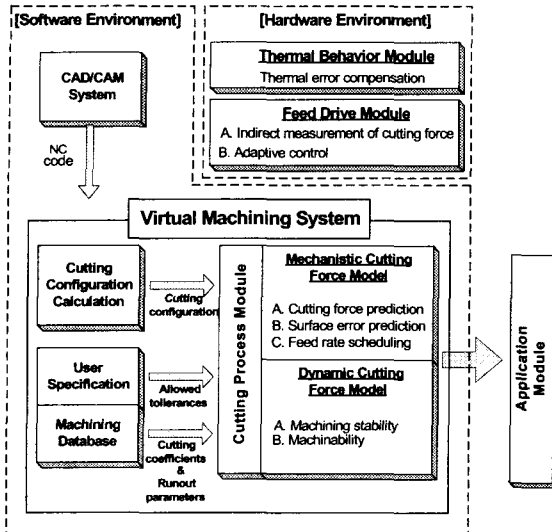 [Software Environment]
[Hardware Environment]
CAD/CAM
System
NC
code
Thermal Behavior Module
Thermal error compensation
Feed Drive Module
A. Indirect measurement of cutting force
B. Adaptive control
Virtual Machining System
Cutting
Configuration
Calculation
Cutting
configuration
User
Specification
Allowed
tollerances
Machining
Database
Cutting
coefficients
&
Runout
parameters
Cutting Process Module
Mechanistic Cutting
Force Model
A. Cutting force prediction
B. Surface error prediction
C. Feed rate scheduling
Dynamic Cutting
Force Model
A. Machining stability
B. Machinability
Application
Module